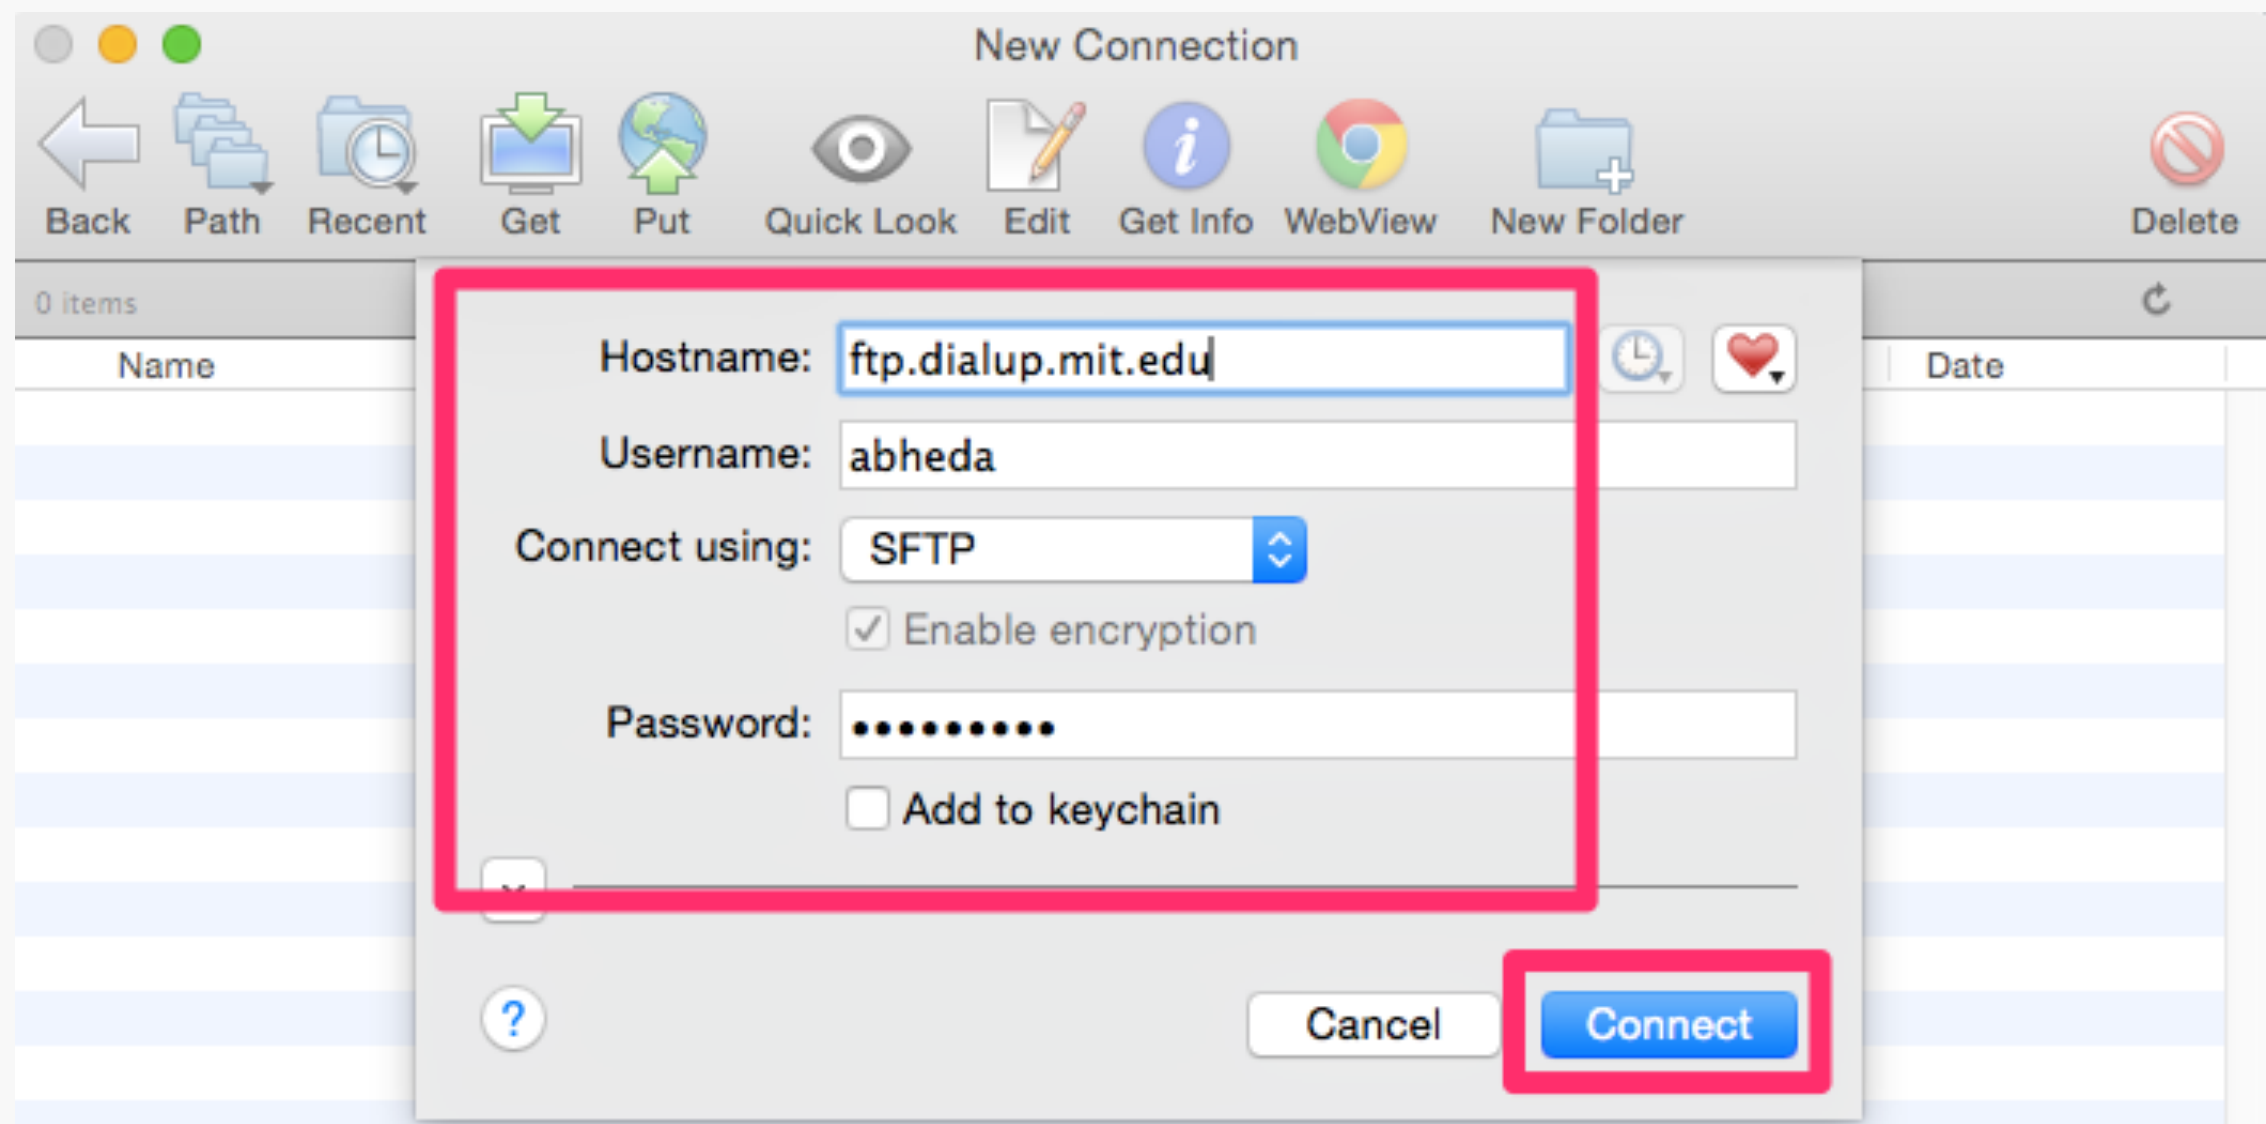 New Connection
Back Path Recent Get Put Quick Look Edit Get Info WebView New Folder Delete
0 items
Name Date
Hostname: ftp.dialup.mit.edu
Username: abheda
Connect using: SFTP
Enable encryption
Password: •••••••••
Add to keychain
? Cancel Connect